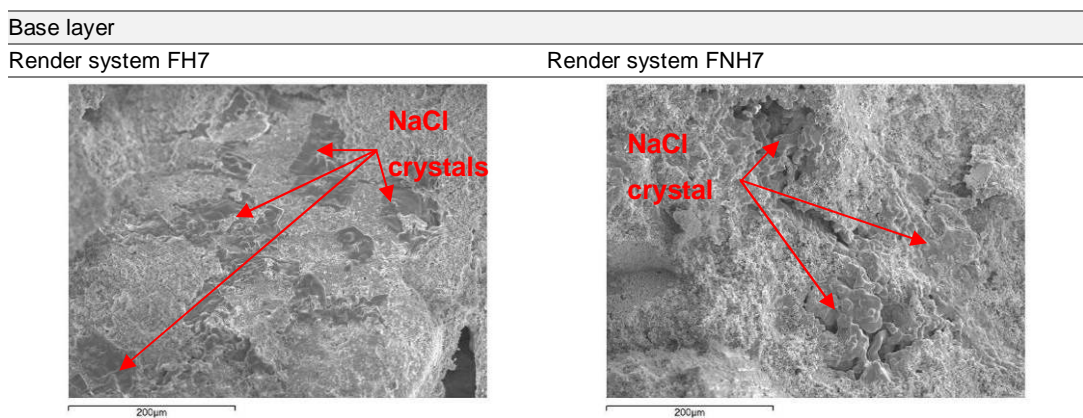 Base layer
Render system FH7
Render system FNH7
NaCl
crystals
NaCl
crystal
200µm
200µm